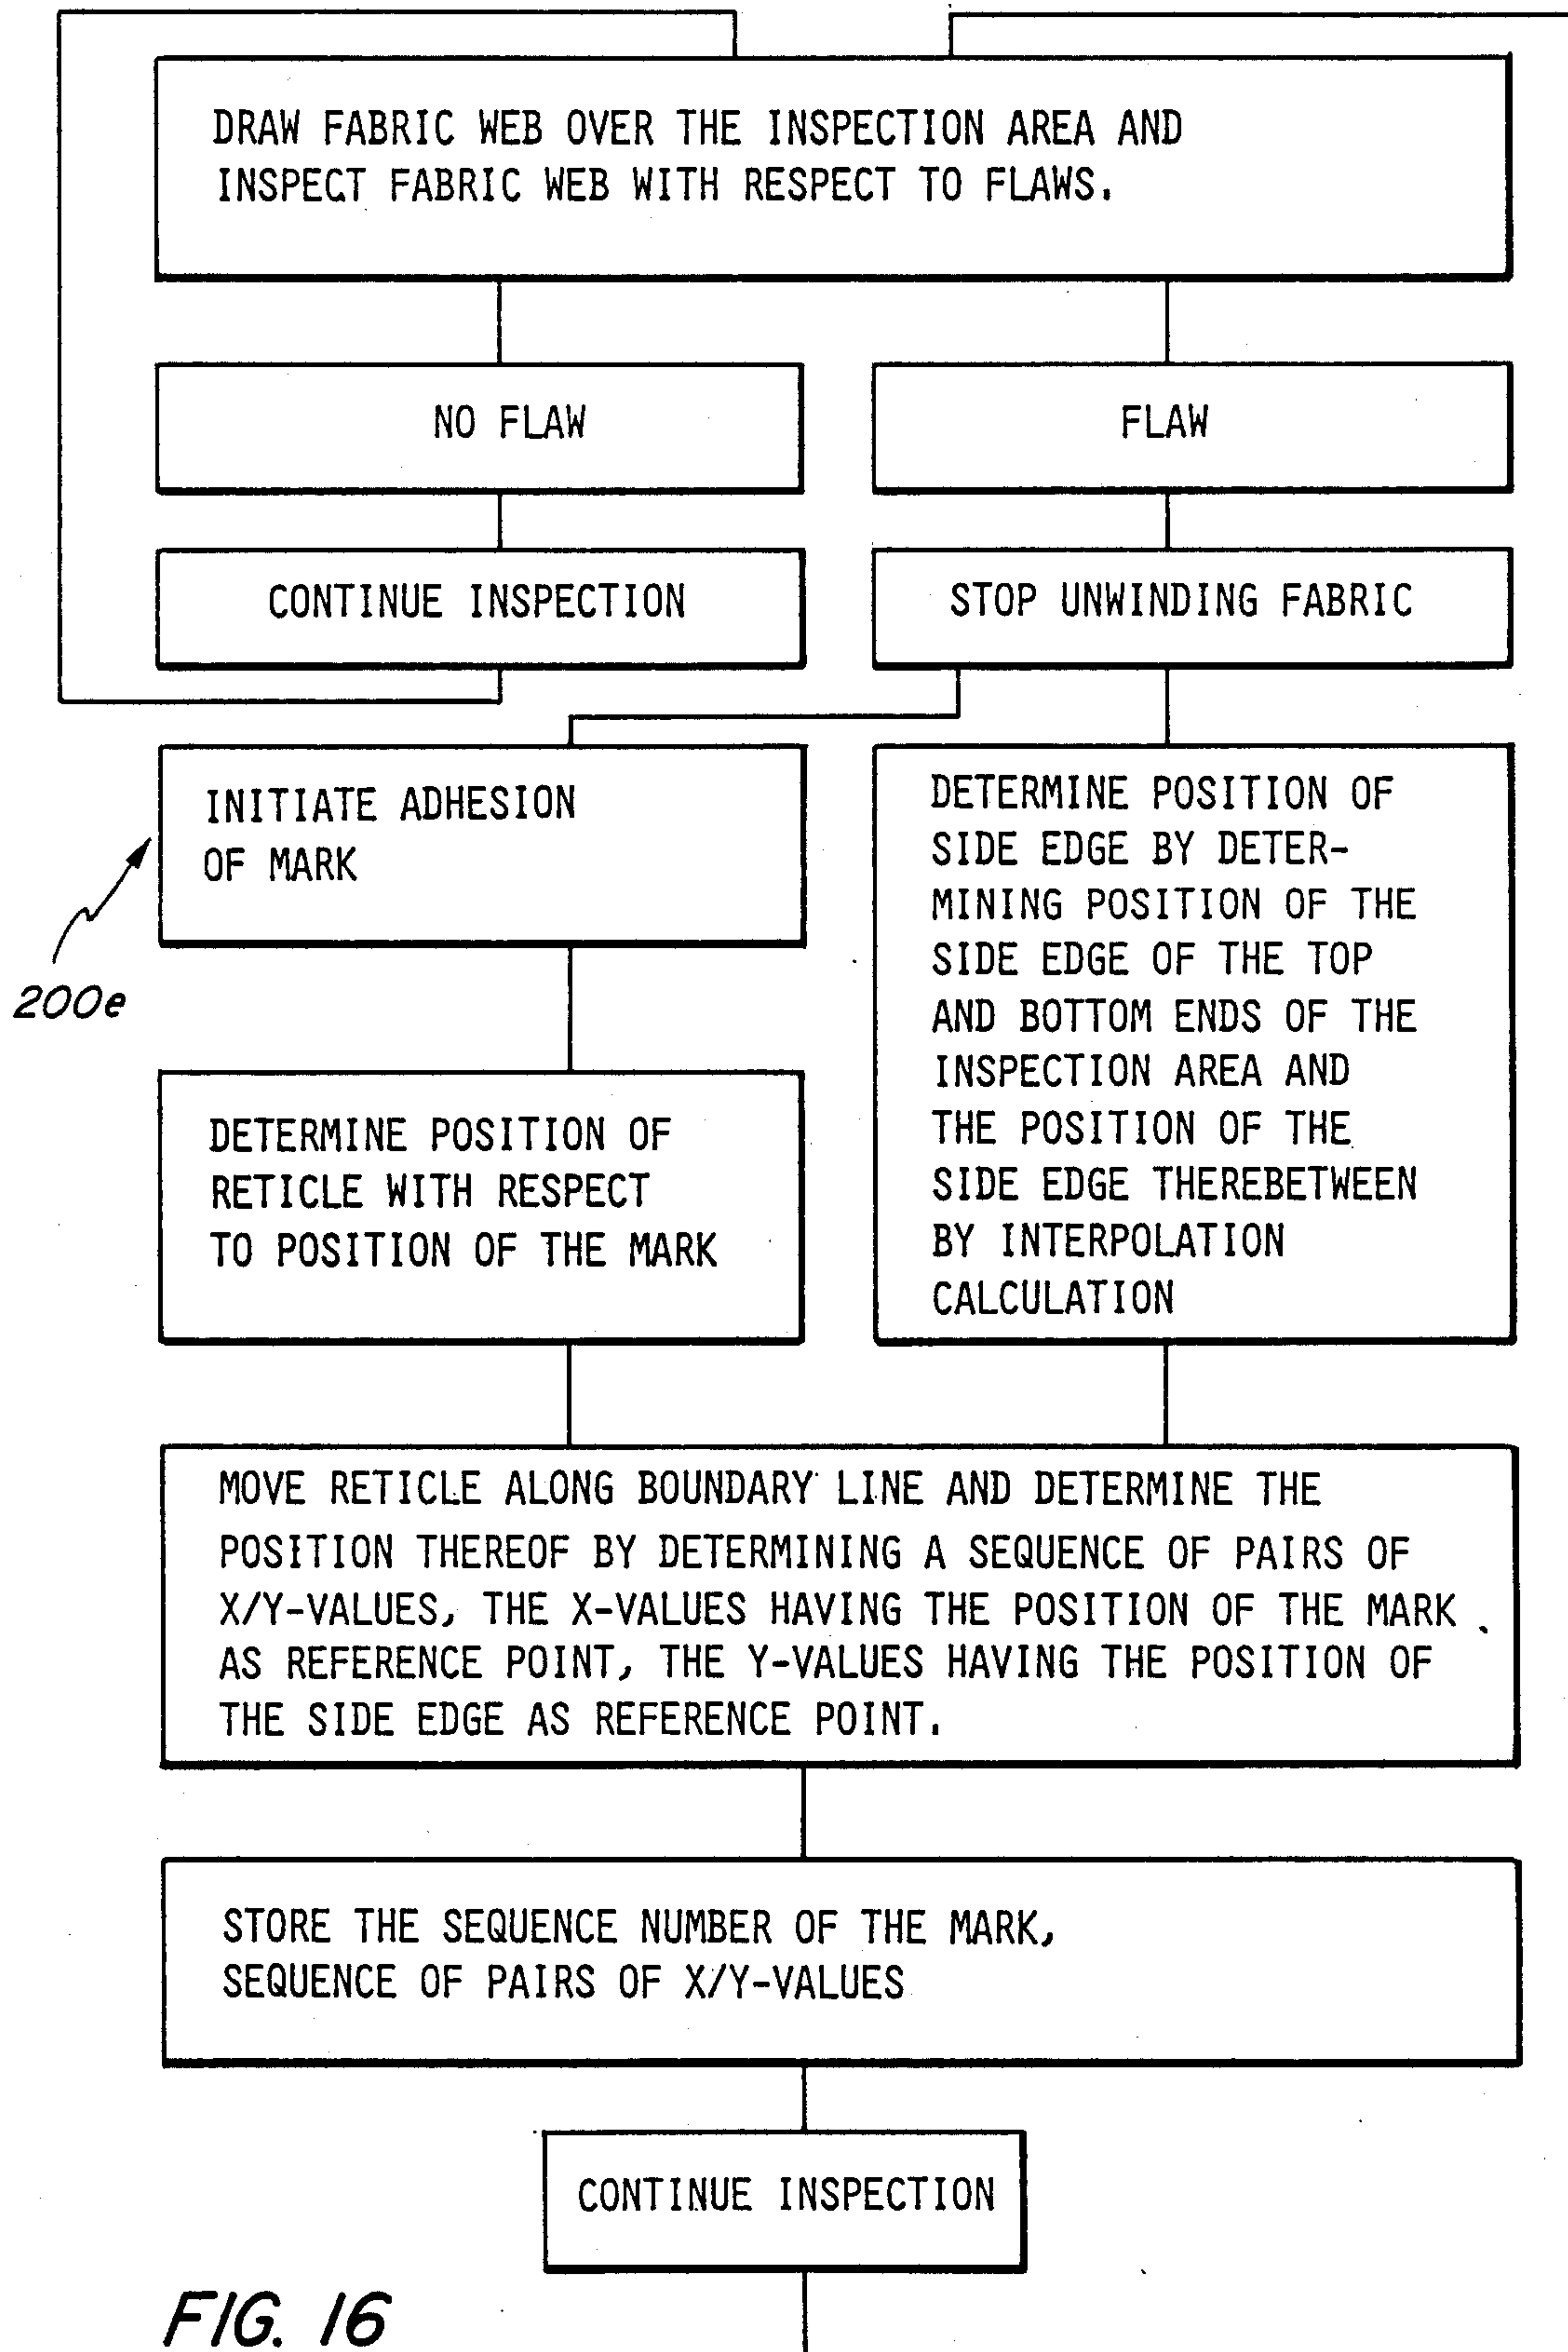 DRAW FABRIC WEB OVER THE INSPECTION AREA AND
INSPECT FABRIC WEB WITH RESPECT TO FLAWS.
NO FLAW
FLAW
CONTINUE INSPECTION
STOP UNWINDING FABRIC
INITIATE ADHESION
OF MARK
200e
DETERMINE POSITION OF
RETICLE WITH RESPECT
TO POSITION OF THE MARK
DETERMINE POSITION OF
SIDE EDGE BY DETER-
MINING POSITION OF THE
SIDE EDGE OF THE TOP
AND BOTTOM ENDS OF THE
INSPECTION AREA AND
THE POSITION OF THE
SIDE EDGE THEREBETWEEN
BY INTERPOLATION
CALCULATION
MOVE RETICLE ALONG BOUNDARY LINE AND DETERMINE THE
POSITION THEREOF BY DETERMINING A SEQUENCE OF PAIRS OF
X/Y-VALUES, THE X-VALUES HAVING THE POSITION OF THE MARK
AS REFERENCE POINT, THE Y-VALUES HAVING THE POSITION OF
THE SIDE EDGE AS REFERENCE POINT.
STORE THE SEQUENCE NUMBER OF THE MARK,
SEQUENCE OF PAIRS OF X/Y-VALUES
CONTINUE INSPECTION
FIG. 16